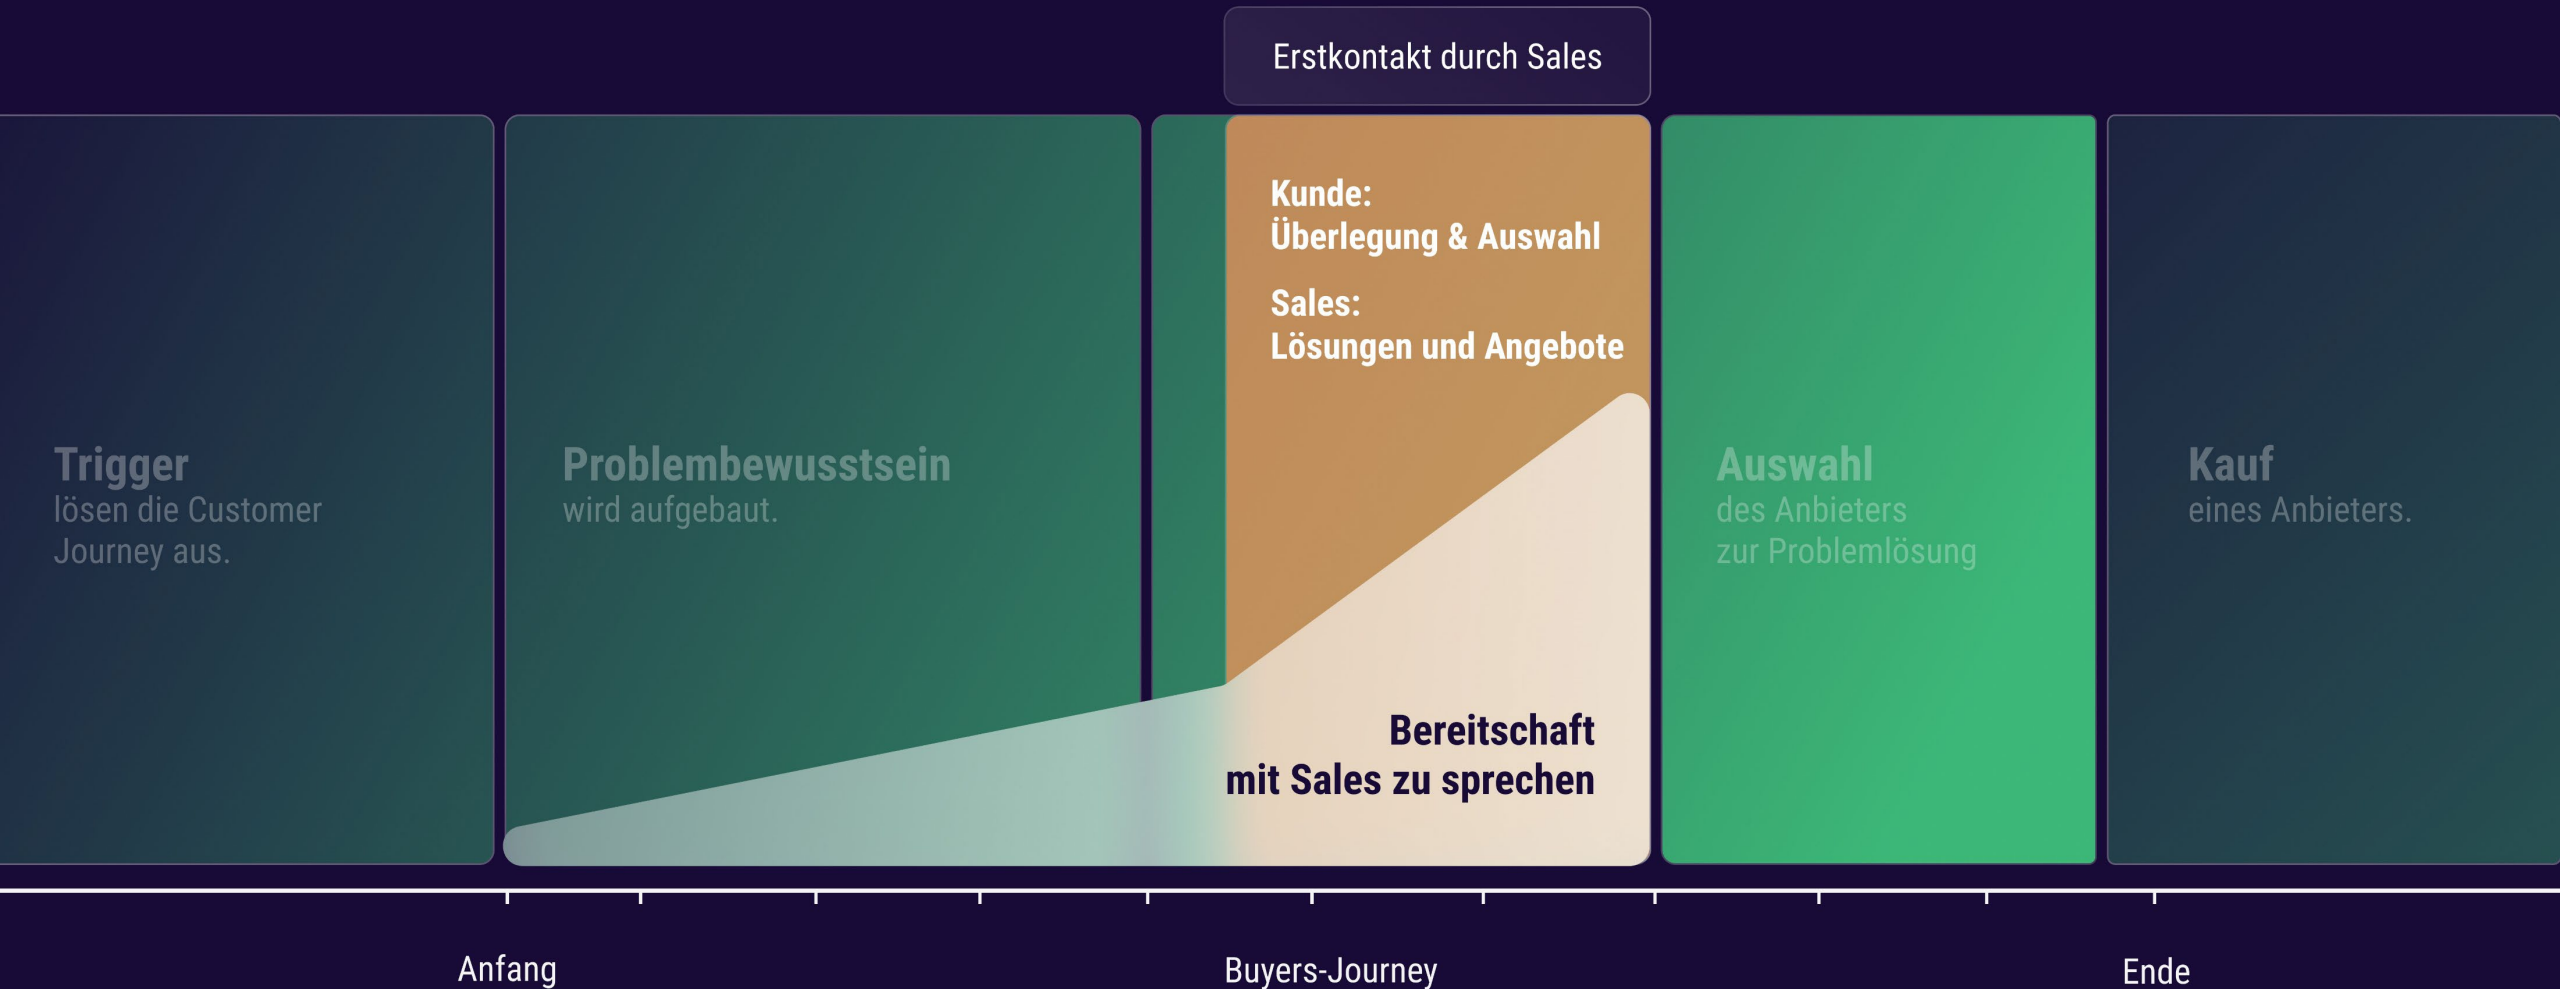 Erstkontakt durch Sales
Trigger
lösen die Customer
Journey aus.
Problembewusstsein
wird aufgebaut.
Kunde:
Überlegung & Auswahl
Sales:
Lösungen und Angebote
Bereitschaft
mit Sales zu sprechen
Auswahl
des Anbieters
zur Problemlösung
Kauf
eines Anbieters.
Anfang
Buyers-Journey
Ende